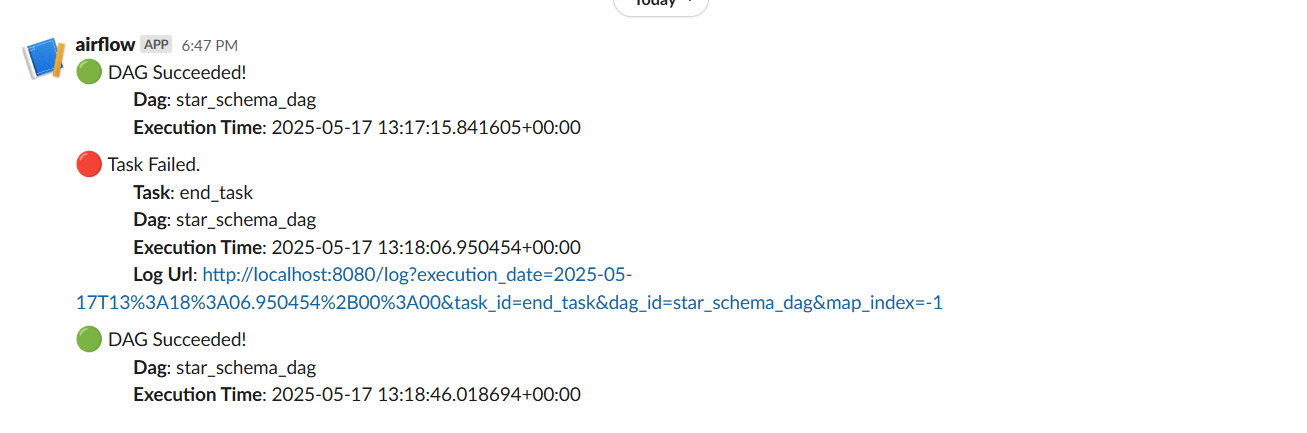 Today
airflow APP 6:47 PM
DAG Succeeded!
Dag: star_schema_dag
Execution Time: 2025-05-17 13:17:15.841605+00:00
Task Failed.
Task: end_task
Dag: star_schema_dag
Execution Time: 2025-05-17 13:18:06.950454+00:00
Log Url: http://localhost:8080/log?execution_date=2025-05-
17T13%3A18%3A06.950454%2B00%3A00&task_id=end_task&dag_id=star_schema_dag&map_index=-1
DAG Succeeded!
Dag: star_schema_dag
Execution Time: 2025-05-17 13:18:46.018694+00:00